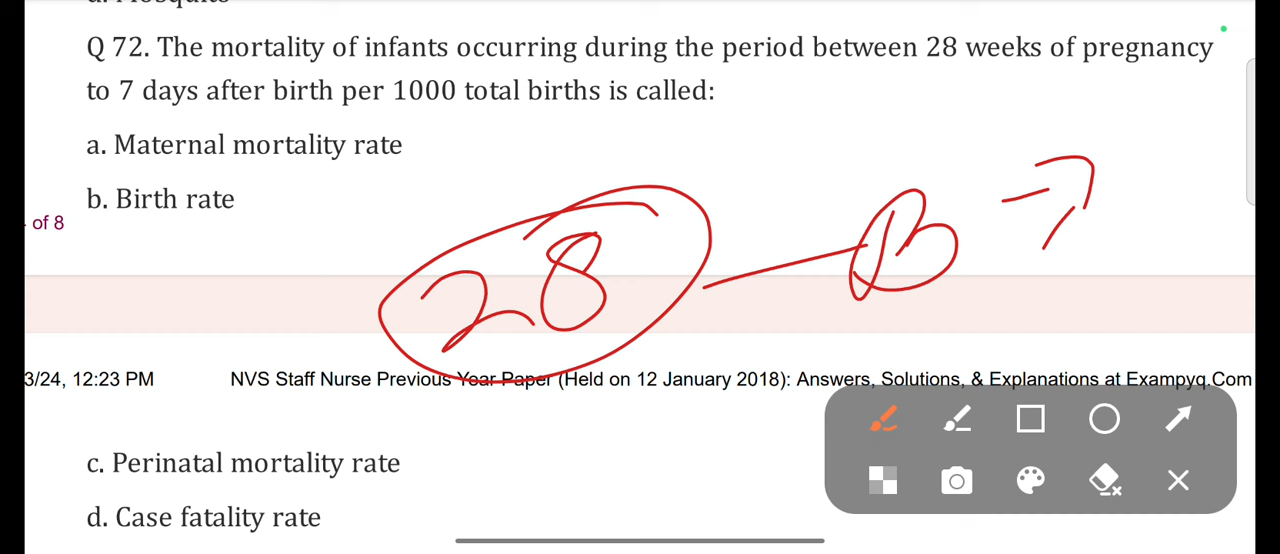 Q 72. The mortality of infants occurring during the period between 28 weeks of pregnancy
to 7 days after birth per 1000 total births is called:
a. Maternal mortality rate
b. Birth rate
of 8
28 B 7
3/24, 12:23 PM NVS Staff Nurse Previous Year Paper (Held on 12 January 2018): Answers, Solutions, & Explanations at Exampyq.Com
c. Perinatal mortality rate
d. Case fatality rate